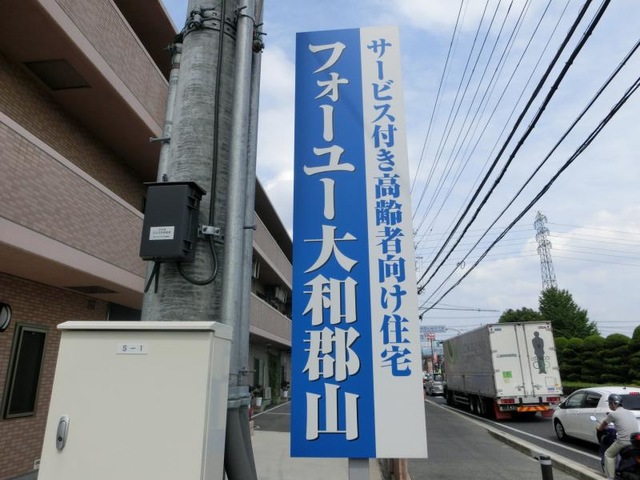 サービス付き高齢者向け住宅
フォーユー大和郡山
S-1